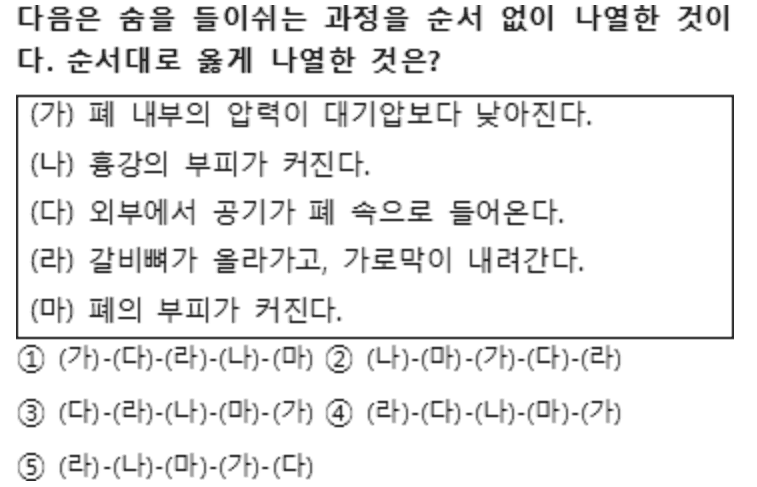 다음은 숨을 들이쉬는 과정을 순서 없이 나열한 것이
다. 순서대로 옳게 나열한 것은?
(가) 폐 내부의 압력이 대기압보다 낮아진다.
(나) 흉강의 부피가 커진다.
(다) 외부에서 공기가 폐 속으로 들어온다.
(라) 갈비뼈가 올라가고, 가로막이 내려간다.
(마) 폐의 부피가 커진다.
① (가)-(다)-(라)-(나)-(마) ② (나)-(마)-(가)-(다)-(라)
③ (다)-(라)-(나)-(마)-(가) ④ (라)-(다)-(나)-(마)-(가)
⑤ (라)-(나)-(마)-(가)-(다)